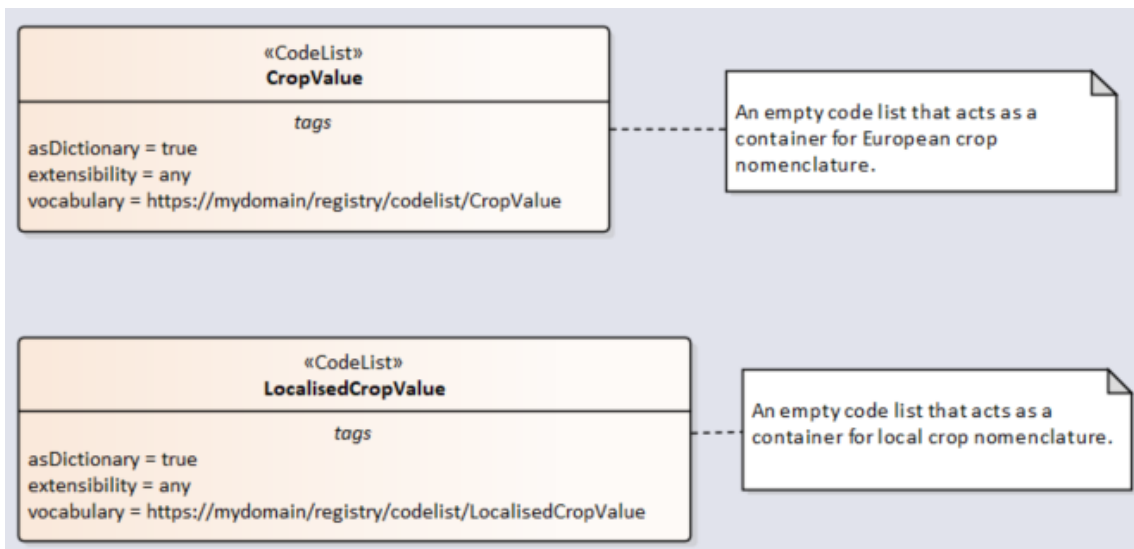 «CodeList»
CropValue
tags
asDictionary = true
extensibility = any
vocabulary = https://mydomain/registry/codelist/CropValue
An empty code list that acts as a
container for European crop
nomenclature.
«CodeList»
LocalisedCropValue
tags
asDictionary = true
extensibility = any
vocabulary = https://mydomain/registry/codelist/LocalisedCropValue
An empty code list that acts as a
container for local crop nomenclature.